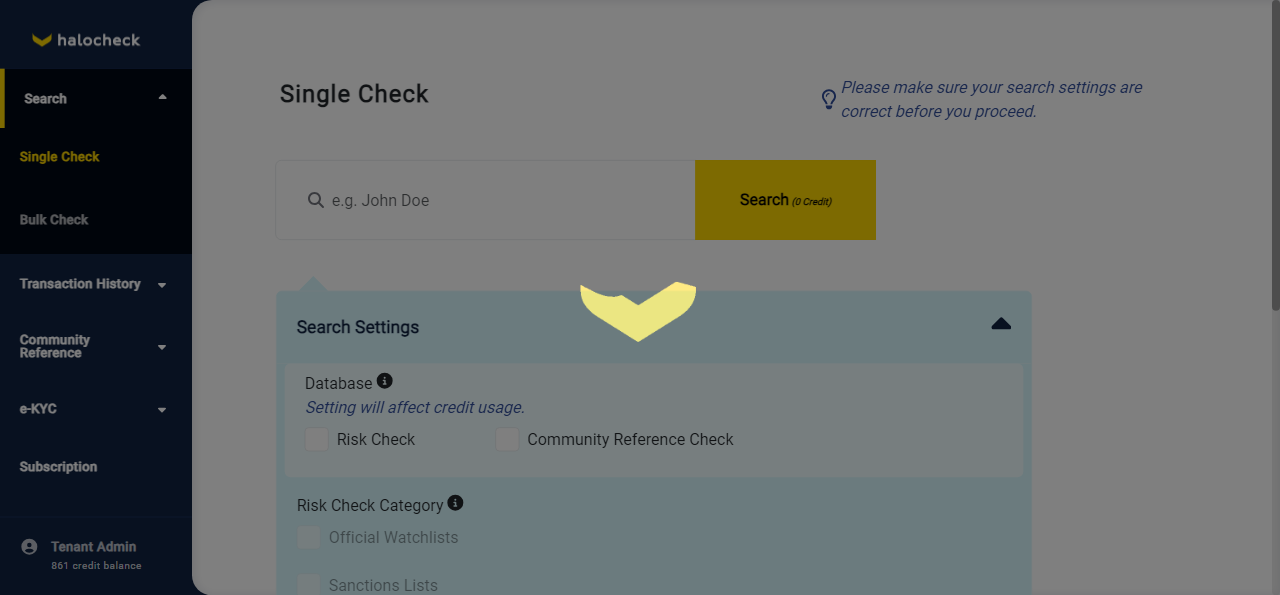 halocheck
Search
Single Check
Bulk Check
Transaction History
Community
Reference
e-KYC
Subscription
Tenant Admin
861 credit balance
Single Check
Please make sure your search settings are
correct before you proceed.
e.g. John Doe
Search (0 Credit)
Search Settings
Database
Setting will affect credit usage.
Risk Check
Community Reference Check
Risk Check Category
Official Watchlists
Sanctions Lists